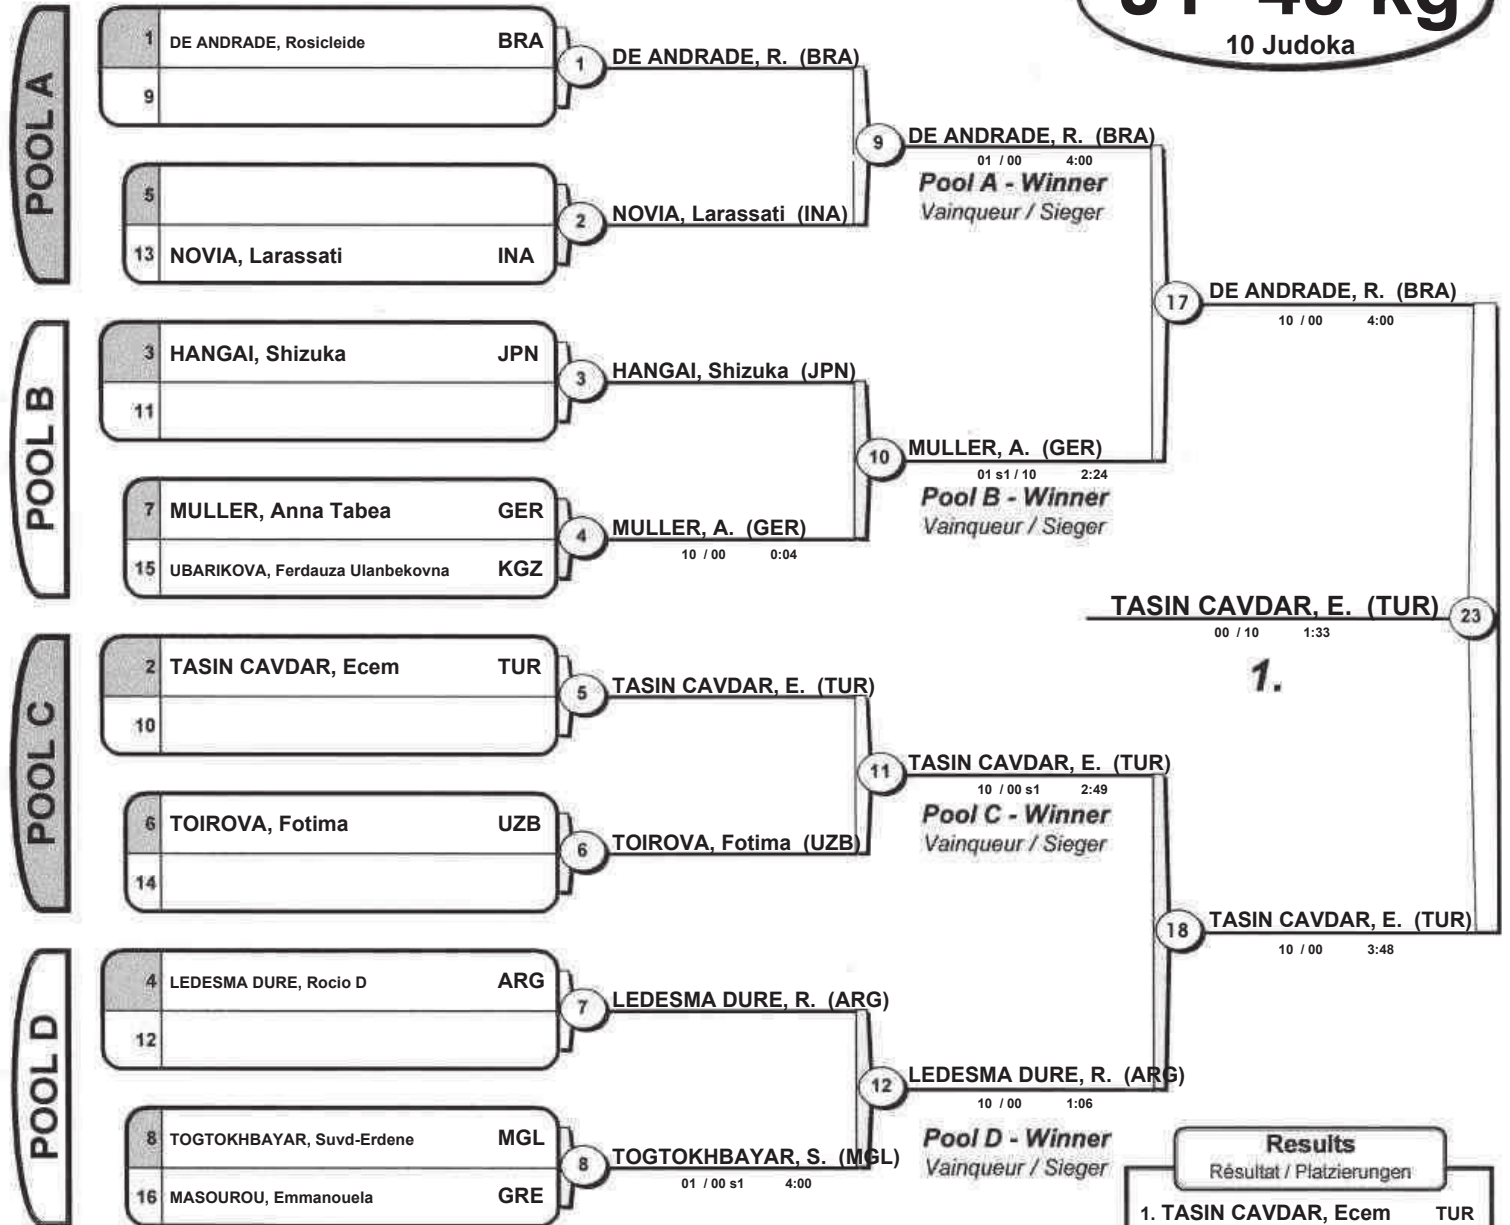 10 Judoka
POOL A
1 DE ANDRADE, Rosicleide BRA
9
1 DE ANDRADE, R. (BRA)
5
13 NOVIA, Larassati INA
2 NOVIA, Larassati (INA)
9 DE ANDRADE, R. (BRA)
01 / 00 4:00
Pool A - Winner
Vainqueur / Sieger
POOL B
3 HANGAI, Shizuka JPN
11
3 HANGAI, Shizuka (JPN)
7 MULLER, Anna Tabea GER
15 UBARIKOVA, Ferdauza Ulanbekovna KGZ
4 MULLER, A. (GER)
10 / 00 0:04
10 MULLER, A. (GER)
01 s1 / 10 2:24
Pool B - Winner
Vainqueur / Sieger
17 DE ANDRADE, R. (BRA)
10 / 00 4:00
TASIN CAVDAR, E. (TUR) 23
00 / 10 1:33
1.
POOL C
2 TASIN CAVDAR, Ecem TUR
10
5 TASIN CAVDAR, E. (TUR)
6 TOIROVA, Fotima UZB
14
6 TOIROVA, Fotima (UZB)
11 TASIN CAVDAR, E. (TUR)
10 / 00 s1 2:49
Pool C - Winner
Vainqueur / Sieger
18 TASIN CAVDAR, E. (TUR)
10 / 00 3:48
POOL D
4 LEDESMA DURE, Rocio D ARG
12
7 LEDESMA DURE, R. (ARG)
8 TOGTOKHBAYAR, Suvd-Erdene MGL
16 MASOUROU, Emmanouela GRE
8 TOGTOKHBAYAR, S. (MGL)
01 / 00 s1 4:00
12 LEDESMA DURE, R. (ARG)
10 / 00 1:06
Pool D - Winner
Vainqueur / Sieger
Results
Résultat / Platzierungen
1. TASIN CAVDAR, Ecem TUR